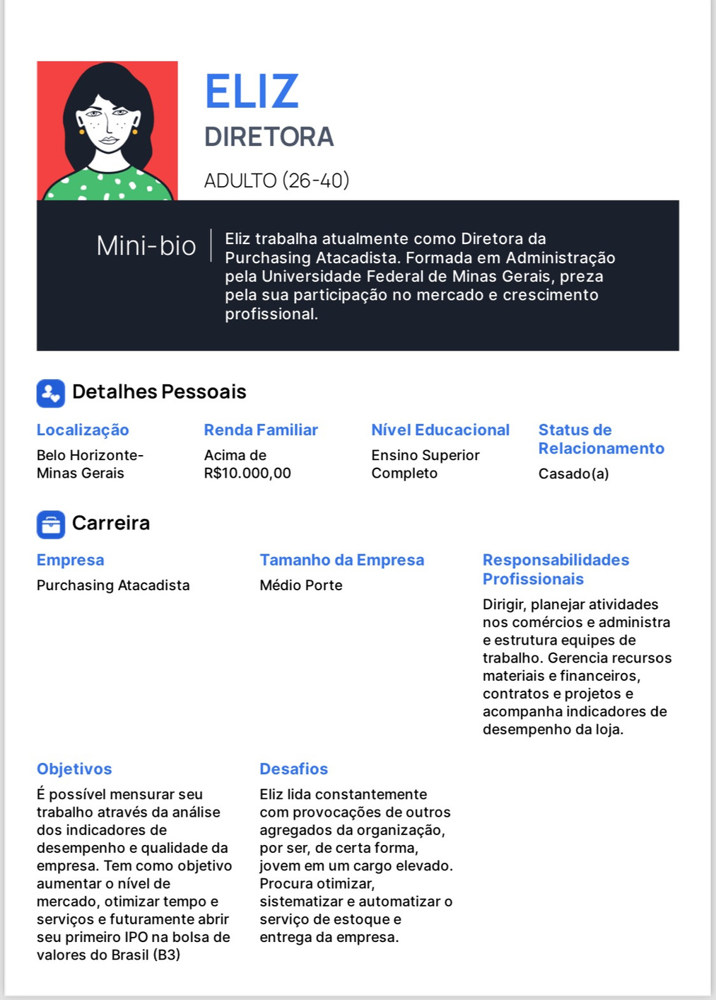 ELIZ
DIRETORA
ADULTO (26-40)
Mini-bio
Eliz trabalha atualmente como Diretora da
Purchasing Atacadista. Formada em Administração
pela Universidade Federal de Minas Gerais, preza
pela sua participação no mercado e crescimento
profissional.
Detalhes Pessoais
Localização
Belo Horizonte-
Minas Gerais
Renda Familiar
Acima de
R$10.000,00
Nível Educacional
Ensino Superior
Completo
Status de
Relacionamento
Casado(a)
Carreira
Empresa
Purchasing Atacadista
Tamanho da Empresa
Médio Porte
Responsabilidades
Profissionais
Dirigir, planejar atividades
nos comércios e administra
e estrutura equipes de
trabalho. Gerencia recursos
materiais e financeiros,
contratos e projetos e
acompanha indicadores de
desempenho da loja.
Objetivos
É possível mensurar seu
trabalho através da análise
dos indicadores de
desempenho e qualidade da
empresa. Tem como objetivo
aumentar o nível de
mercado, otimizar tempo e
serviços e futuramente abrir
seu primeiro IPO na bolsa de
valores do Brasil (B3)
Desafios
Eliz lida constantemente
com provocações de outros
agregados da organização,
por ser, de certa forma,
jovem em um cargo elevado.
Procura otimizar,
sistematizar e automatizar o
serviço de estoque e
entrega da empresa.